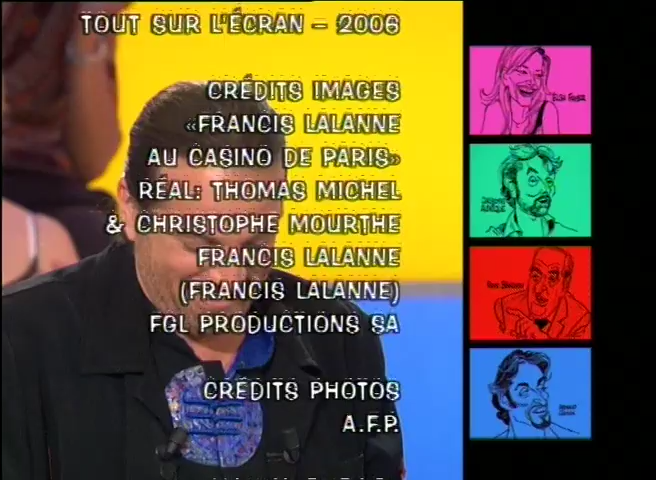 TOUT SUR L'ÉCRAN – 2006
CRÉDITS IMAGES
«FRANCIS LALANNE
AU CASINO DE PARIS»
RÉAL: THOMAS MICHEL
& CHRISTOPHE MOURTHE
FRANCIS LALANNE
(FRANCIS LALANNE)
FGL PRODUCTIONS SA
CRÉDITS PHOTOS
A.F.P.